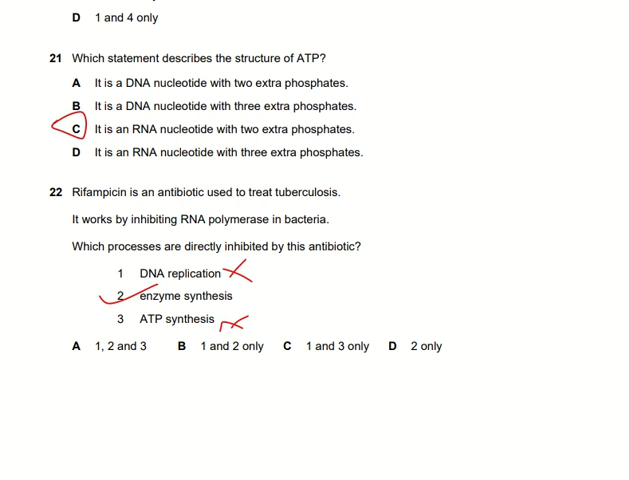 D 1 and 4 only
21 Which statement describes the structure of ATP?
A It is a DNA nucleotide with two extra phosphates.
B It is a DNA nucleotide with three extra phosphates.
C It is an RNA nucleotide with two extra phosphates.
D It is an RNA nucleotide with three extra phosphates.
22 Rifampicin is an antibiotic used to treat tuberculosis.
It works by inhibiting RNA polymerase in bacteria.
Which processes are directly inhibited by this antibiotic?
1 DNA replication
2 enzyme synthesis
3 ATP synthesis
A 1, 2 and 3 B 1 and 2 only C 1 and 3 only D 2 only